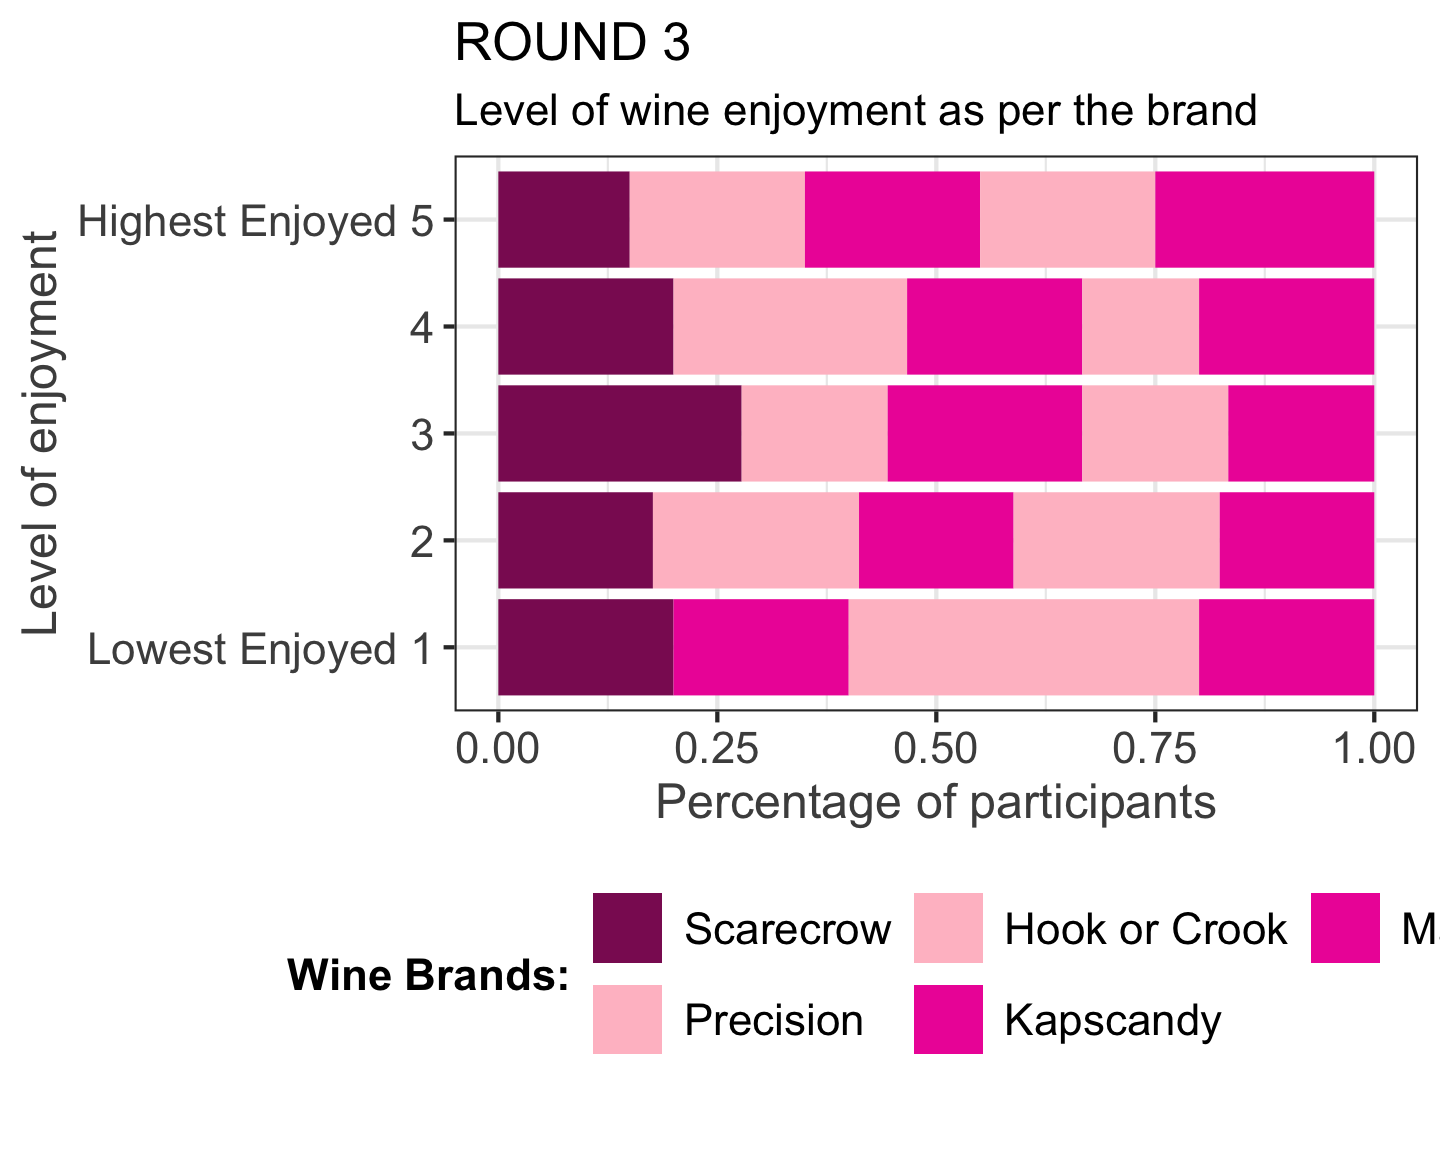 ROUND 3
Level of wine enjoyment as per the brand
Level of enjoyment
Highest Enjoyed 5
4
3
2
Lowest Enjoyed 1
0.00 0.25 0.50 0.75 1.00
Percentage of participants
Wine Brands:
Scarecrow Hook or Crook
Precision Kapscandy